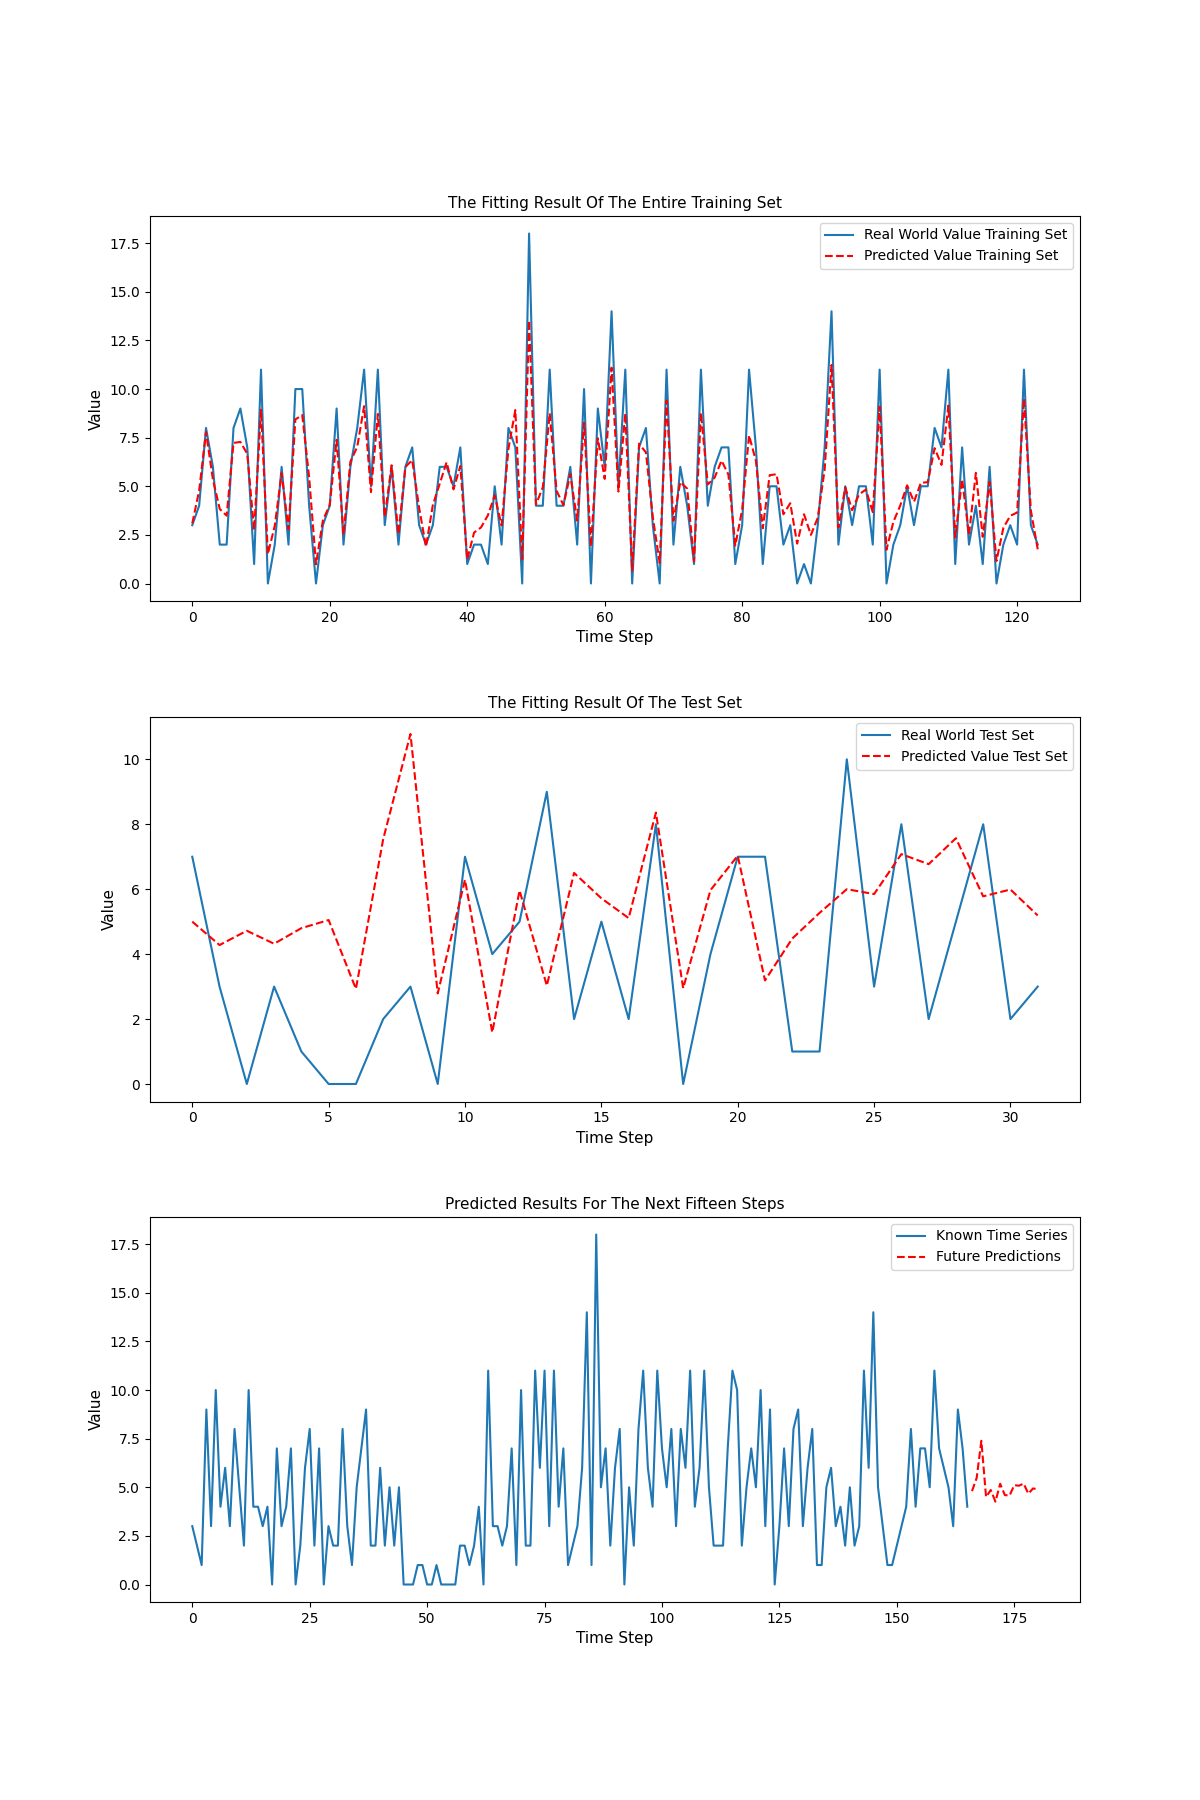 The Fitting Result Of The Entire Training Set
Real World Value Training Set
Predicted Value Training Set
Value
17.5
15.0
12.5
10.0
7.5
5.0
2.5
0.0
0 20 40 60 80 100 120
Time Step
The Fitting Result Of The Test Set
Real World Test Set
Predicted Value Test Set
Value
10
8
6
4
2
0
0 5 10 15 20 25 30
Time Step
Predicted Results For The Next Fifteen Steps
Known Time Series
Future Predictions
Value
17.5
15.0
12.5
10.0
7.5
5.0
2.5
0.0
0 25 50 75 100 125 150 175
Time Step